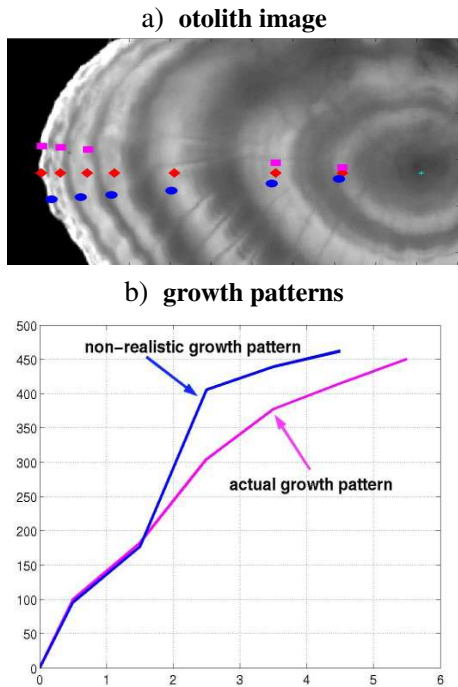 a) otolith image
b) growth patterns
500
450
400
350
300
250
200
150
100
50
0
non-realistic growth pattern
actual growth pattern
0 1 2 3 4 5 6